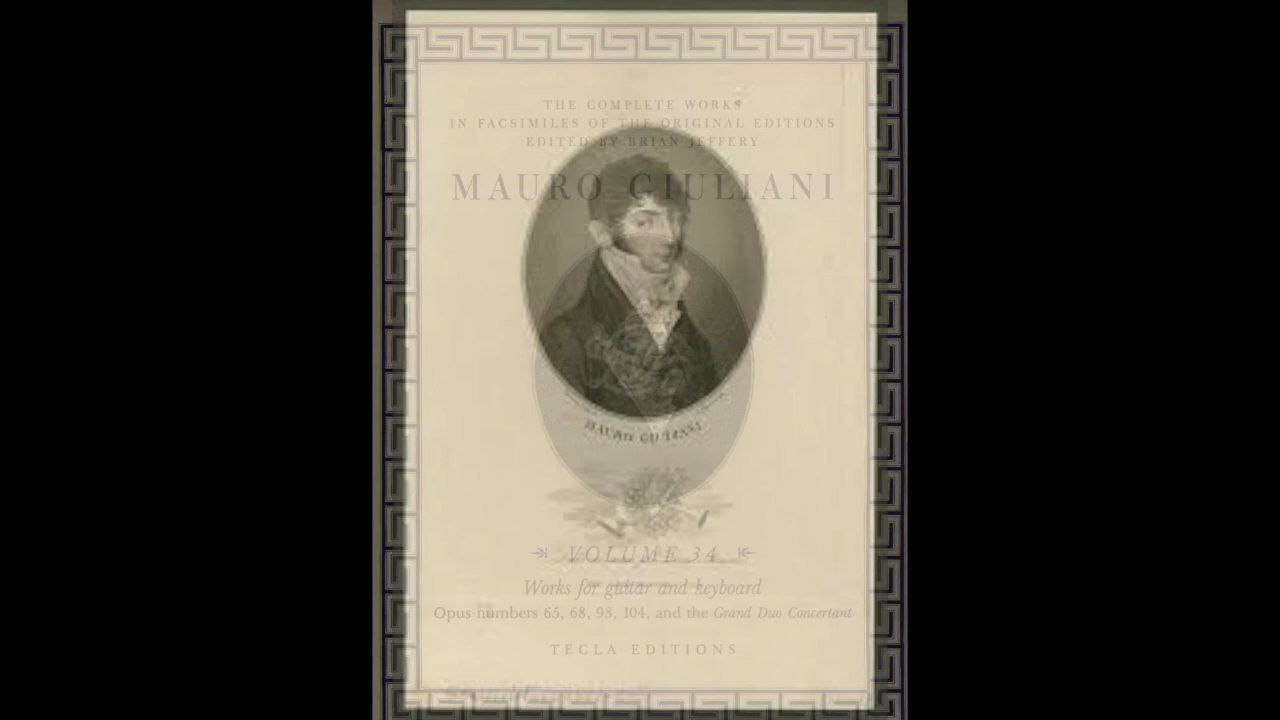 THE COMPLETE WORKS
IN FACSIMILES OF THE ORIGINAL EDITIONS
EDITED BY BRIAN JEFFERY
MAURO GIULIANI
MAURO GIULIANI
VOLUME 34
Works for guitar and keyboard
Opus numbers 65, 68, 93, 104, and the Grand Duo Concertant
TECLA EDITIONS